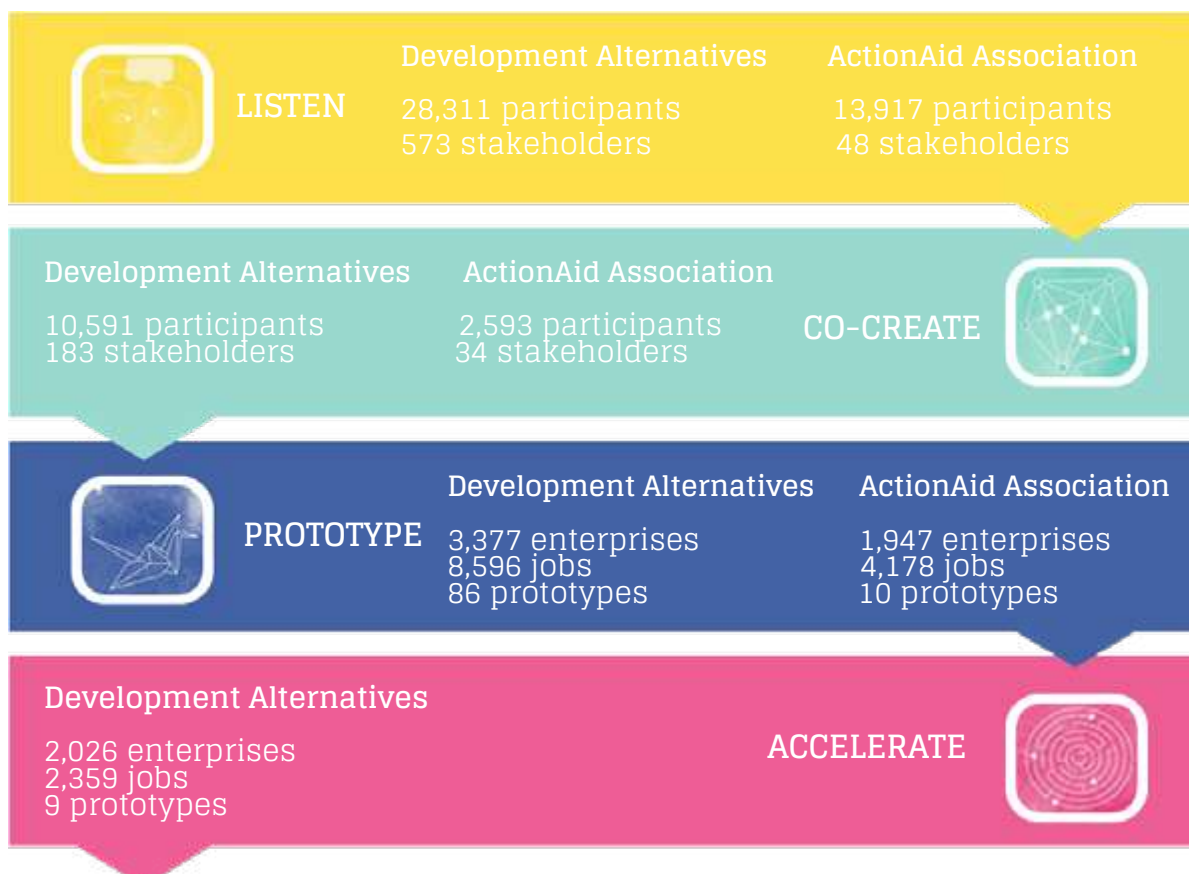 LISTEN
Development Alternatives
28,311 participants
573 stakeholders
ActionAid Association
13,917 participants
48 stakeholders
Development Alternatives
10,591 participants
183 stakeholders
ActionAid Association
2,593 participants
34 stakeholders
CO-CREATE
PROTOTYPE
Development Alternatives
3,377 enterprises
8,596 jobs
86 prototypes
ActionAid Association
1,947 enterprises
4,178 jobs
10 prototypes
Development Alternatives
2,026 enterprises
2,359 jobs
9 prototypes
ACCELERATE